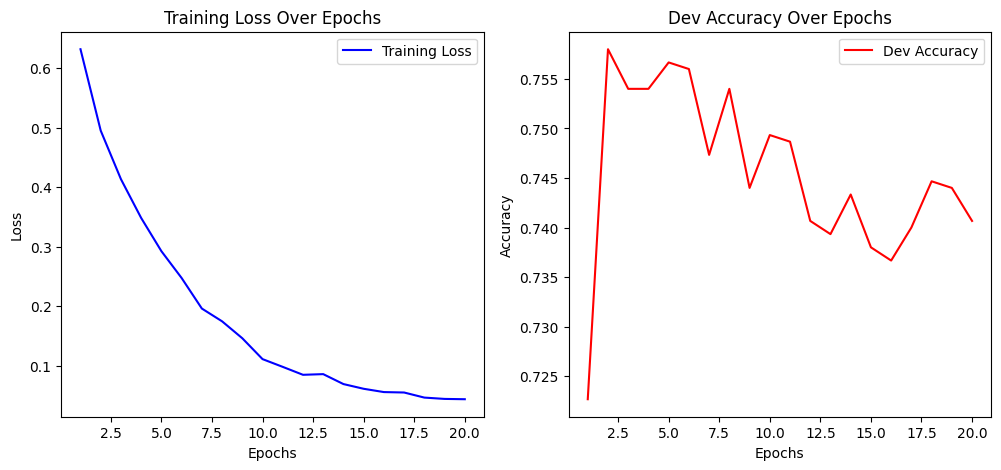 Training Loss Over Epochs
Training Loss
0.6
0.5
0.4
0.3
0.2
0.1
Loss
2.5 5.0 7.5 10.0 12.5 15.0 17.5 20.0
Epochs
Dev Accuracy Over Epochs
Dev Accuracy
0.755
0.750
0.745
0.740
0.735
0.730
0.725
Accuracy
2.5 5.0 7.5 10.0 12.5 15.0 17.5 20.0
Epochs